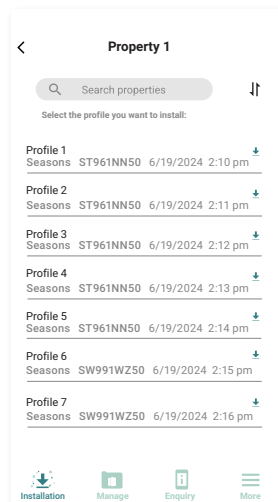 Property 1
Search properties
Select the profile you want to install:
Profile 1
Seasons ST961NN50 6/19/2024 2:10 pm
Profile 2
Seasons ST961NN50 6/19/2024 2:11 pm
Profile 3
Seasons ST961NN50 6/19/2024 2:12 pm
Profile 4
Seasons ST961NN50 6/19/2024 2:13 pm
Profile 5
Seasons ST961NN50 6/19/2024 2:14 pm
Profile 6
Seasons SW991WZ50 6/19/2024 2:15 pm
Profile 7
Seasons SW991WZ50 6/19/2024 2:16 pm
Installation Manage Enquiry More